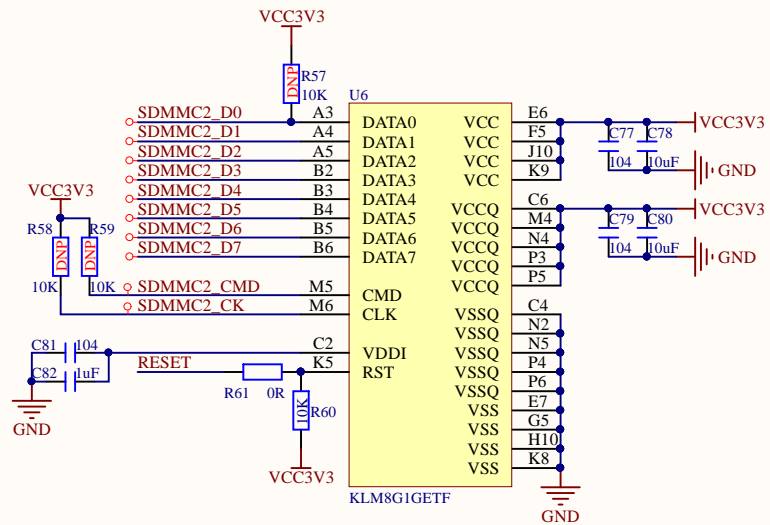 VCC3V3
R57
DNP
10K
U6
SDMMC2_D0 A3 DATA0 VCC E6
SDMMC2_D1 A4 DATA1 VCC F5 C77 C78 VCC3V3
SDMMC2_D2 A5 DATA2 VCC J10
SDMMC2_D3 B2 DATA3 VCC K9 104 10uF GND
SDMMC2_D4 B3 DATA4
VCC3V3 SDMMC2_D5 B4 DATA5 VCCQ C6 VCC3V3
R58 R59 SDMMC2_D6 B5 DATA6 VCCQ M4 C79 C80
SDMMC2_D7 B6 DATA7 VCCQ N4
DNP DNP VCCQ P3 104 10uF GND
10K 10K SDMMC2_CMD M5 CMD VCCQ P5
SDMMC2_CK M6 CLK VSSQ C4
VSSQ N2
C81 104 C2 VDDI VSSQ N5
RESET K5 RST VSSQ P4
C82 1uF VSSQ P6
R61 0R 10K R60 VSS E7
GND VSS G5
VSS H10
VCC3V3 VSS K8
KLM8G1GETF
GND